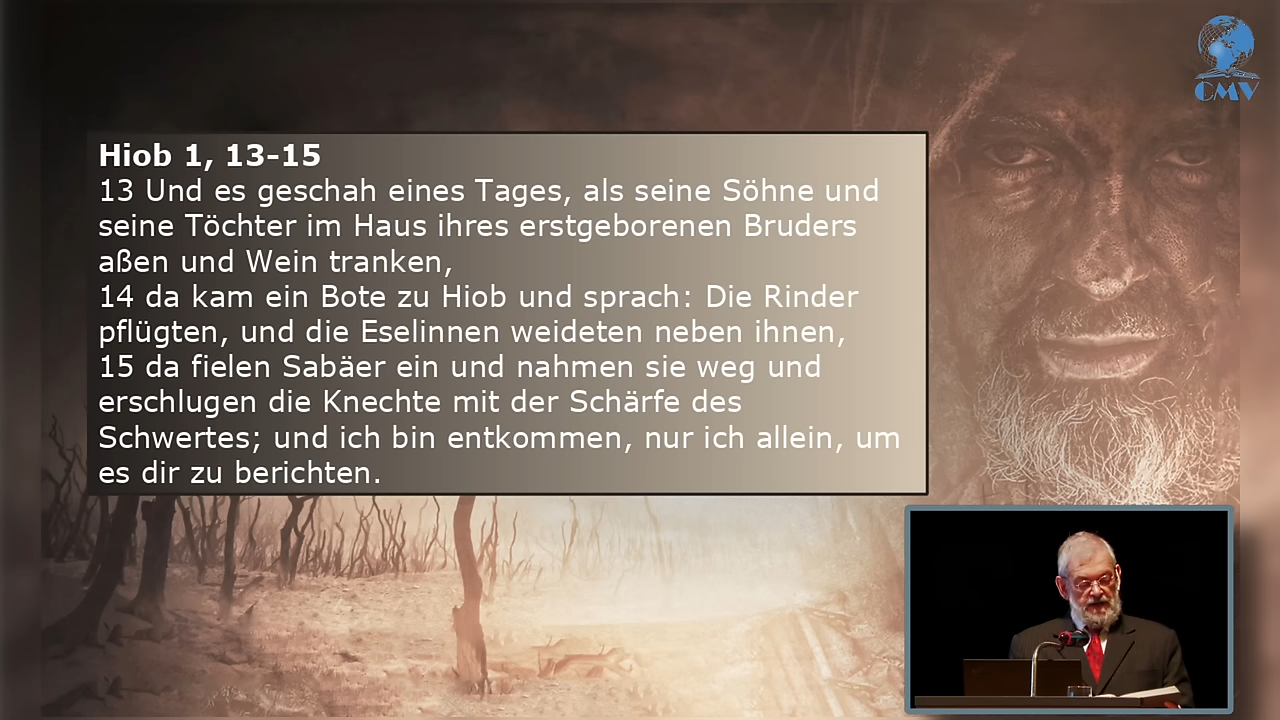 GMV
Hiob 1, 13-15
13 Und es geschah eines Tages, als seine Söhne und
seine Töchter im Haus ihres erstgeborenen Bruders
aßen und Wein tranken,
14 da kam ein Bote zu Hiob und sprach: Die Rinder
pflügten, und die Eselinnen weideten neben ihnen,
15 da fielen Sabäer ein und nahmen sie weg und
erschlugen die Knechte mit der Schärfe des
Schwertes; und ich bin entkommen, nur ich allein, um
es dir zu berichten.